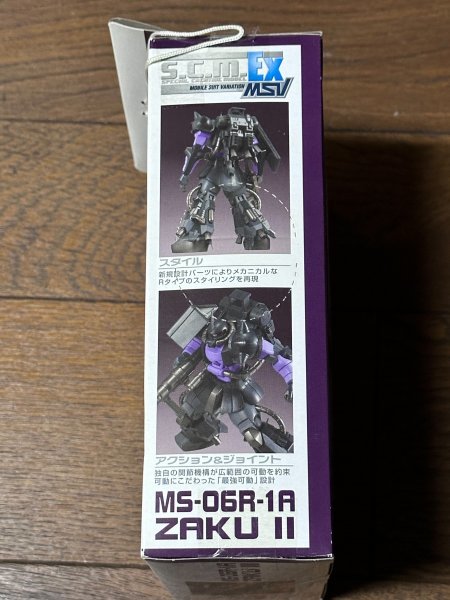 S.C.M.EX
SPECIAL CREATIVE MODEL
MOBILE SUIT VARIATION MSV
スタイル
新規設計パーツによりメカニカルな
Rタイプのスタイリングを再現
アクション&ジョイント
独自の関節機構が広範囲の可動を約束
可動にこだわった「最強可動」設計
MS-06R-1A
ZAKU II